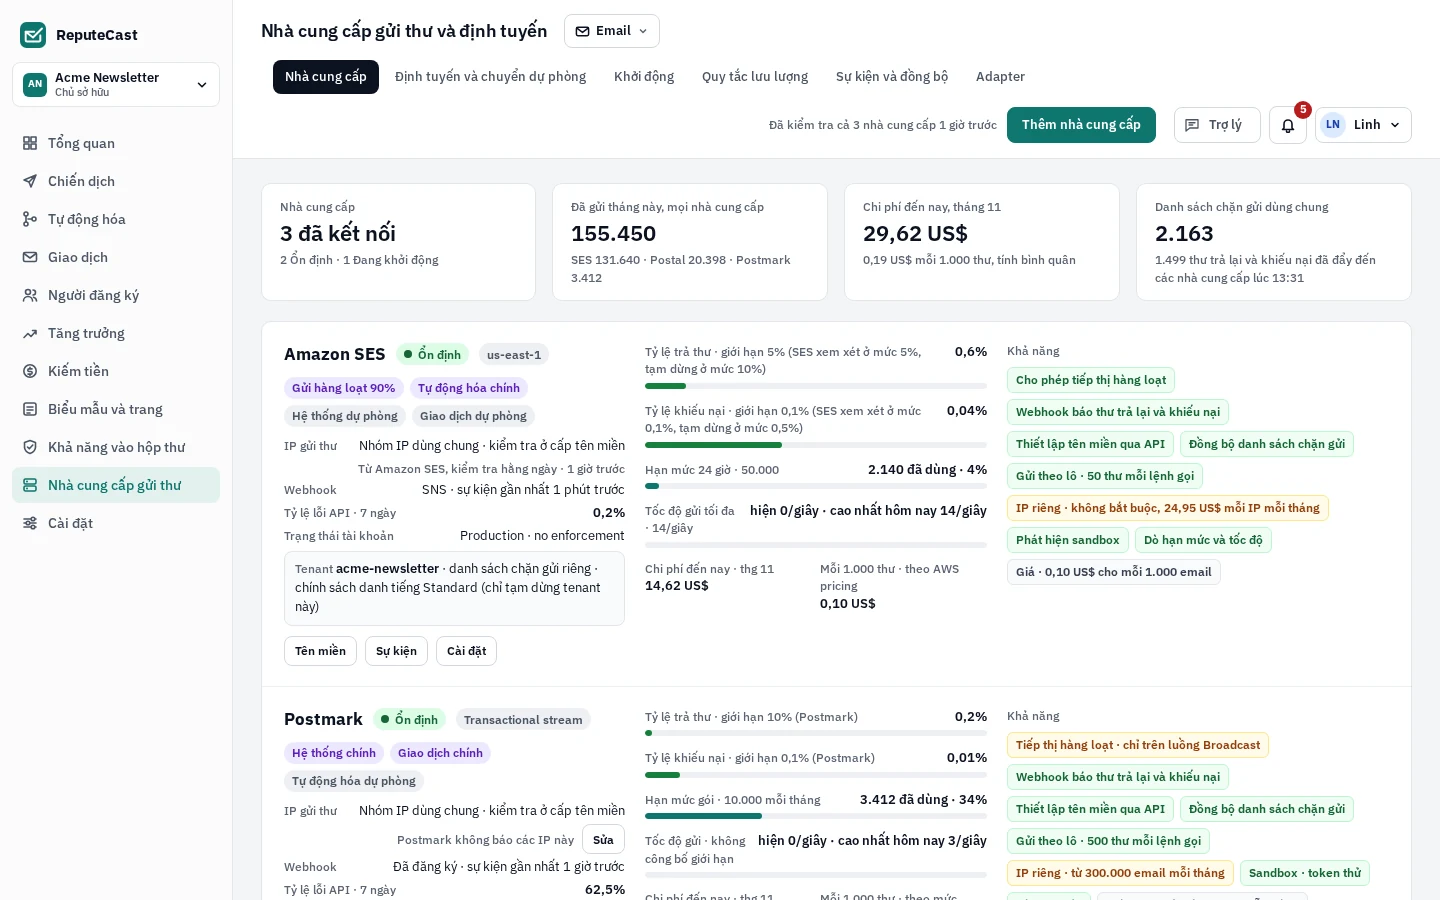 ReputeCast
AN
Acme Newsletter
Chủ sở hữu
Tổng quan
Chiến dịch
Tự động hóa
Giao dịch
Người đăng ký
Tăng trưởng
Kiếm tiền
Biểu mẫu và trang
Khả năng vào hộp thư
Nhà cung cấp gửi thư
Cài đặt
Nhà cung cấp gửi thư và định tuyến
Email
Nhà cung cấp
Định tuyến và chuyển dự phòng
Khởi động
Quy tắc lưu lượng
Sự kiện và đồng bộ
Adapter
Đã kiểm tra cả 3 nhà cung cấp 1 giờ trước
Thêm nhà cung cấp
Trợ lý
5
LN
Linh
Nhà cung cấp
3 đã kết nối
2 Ổn định · 1 Đang khởi động
Đã gửi tháng này, mọi nhà cung cấp
155.450
SES 131.640 · Postal 20.398 · Postmark
3.412
Chi phí đến nay, tháng 11
29,62 US$
0,19 US$ mỗi 1.000 thư, tính bình quân
Danh sách chặn gửi dùng chung
2.163
1.499 thư trả lại và khiếu nại đã đẩy đến
các nhà cung cấp lúc 13:31
Amazon SES
Ổn định
us-east-1
Gửi hàng loạt 90%
Tự động hóa chính
Hệ thống dự phòng
Giao dịch dự phòng
IP gửi thư
Nhóm IP dùng chung · kiểm tra ở cấp tên miền
Từ Amazon SES, kiểm tra hằng ngày · 1 giờ trước
Webhook
SNS · sự kiện gần nhất 1 phút trước
Tỷ lệ lỗi API · 7 ngày
0,2%
Trạng thái tài khoản
Production · no enforcement
Tenant acme-newsletter · danh sách chặn gửi riêng ·
chính sách danh tiếng Standard (chỉ tạm dừng tenant
này)
Tên miền
Sự kiện
Cài đặt
Tỷ lệ trả thư · giới hạn 5% (SES xem xét ở mức 5%,
tạm dừng ở mức 10%)
0,6%
Tỷ lệ khiếu nại · giới hạn 0,1% (SES xem xét ở mức
0,1%, tạm dừng ở mức 0,5%)
0,04%
Hạn mức 24 giờ · 50.000
2.140 đã dùng · 4%
Tốc độ gửi tối đa
· 14/giây
hiện 0/giây · cao nhất hôm nay 14/giây
Chi phí đến nay · thg 11
14,62 US$
Mỗi 1.000 thư · theo AWS
pricing
0,10 US$
Khả năng
Cho phép tiếp thị hàng loạt
Webhook báo thư trả lại và khiếu nại
Thiết lập tên miền qua API
Đồng bộ danh sách chặn gửi
Gửi theo lô · 50 thư mỗi lệnh gọi
IP riêng · không bắt buộc, 24,95 US$ mỗi IP mỗi tháng
Phát hiện sandbox
Dò hạn mức và tốc độ
Giá · 0,10 US$ cho mỗi 1.000 email
Postmark
Ổn định
Transactional stream
Hệ thống chính
Giao dịch chính
Tự động hóa dự phòng
IP gửi thư
Nhóm IP dùng chung · kiểm tra ở cấp tên miền
Postmark không báo các IP này
Sửa
Webhook
Đã đăng ký · sự kiện gần nhất 1 giờ trước
Tỷ lệ lỗi API · 7 ngày
62,5%
Tỷ lệ trả thư · giới hạn 10% (Postmark)
0,2%
Tỷ lệ khiếu nại · giới hạn 0,1% (Postmark)
0,01%
Hạn mức gói · 10.000 mỗi tháng
3.412 đã dùng · 34%
Tốc độ gửi · không
công bố giới hạn
hiện 0/giây · cao nhất hôm nay 3/giây
Chi phí đến nay · thg 11
Mỗi 1.000 thư · theo mức
Khả năng
Tiếp thị hàng loạt · chỉ trên luồng Broadcast
Webhook báo thư trả lại và khiếu nại
Thiết lập tên miền qua API
Đồng bộ danh sách chặn gửi
Gửi theo lô · 500 thư mỗi lệnh gọi
IP riêng · từ 300.000 email mỗi tháng
Sandbox · token thử